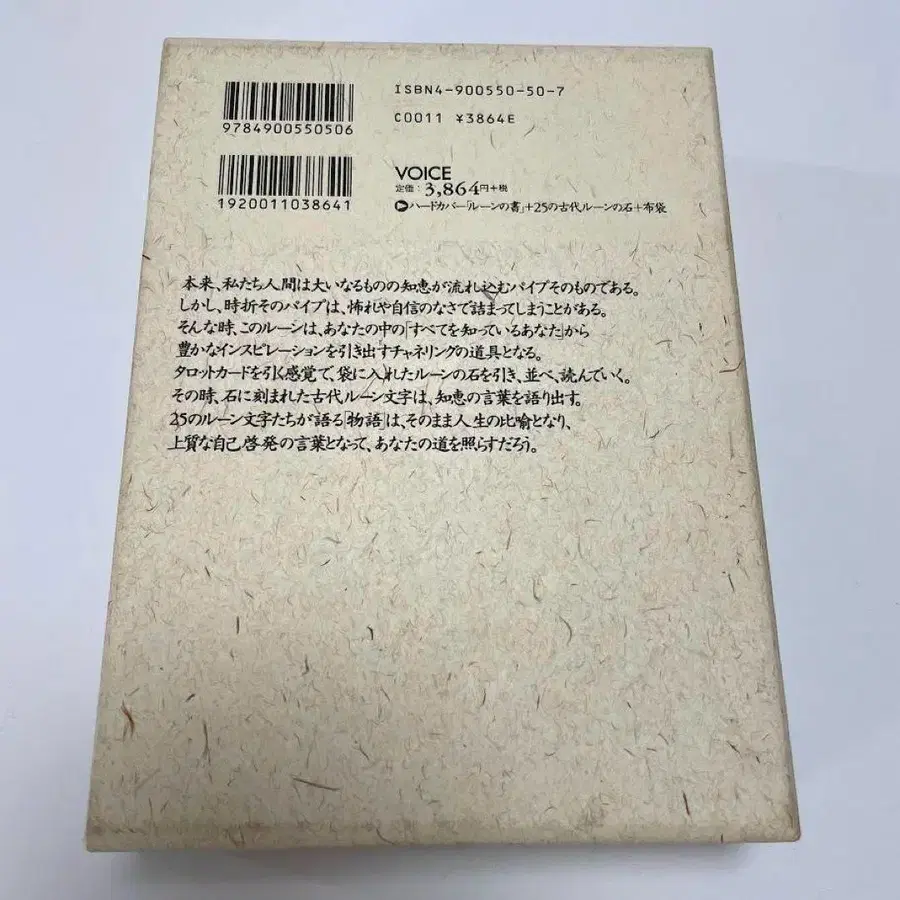 ISBN4-900550-50-7
9784900550506
C0011 ¥3864E
1920011038641
VOICE
定価：3,864円+税
ハードカバー「ルーンの書」+25の古代ルーンの石+布袋
本来、私たち人間は大いなるものの知恵が流れ込むパイプそのものである。
しかし、時折そのパイプは、怖れや自信のなさで詰まってしまうことがある。
そんな時、このルーンは、あなたの中の「すべてを知っているあなた」から
豊かなインスピレーションを引き出すチャネリングの道具となる。
タロットカードを引く感覚で、袋に入れたルーンの石を引き、並べ、読んでいく。
その時、石に刻まれた古代ルーン文字は、知恵の言葉を語り出す。
25のルーン文字たちが語る「物語」は、そのまま人生の比喩となり、
上質な自己啓発の言葉となって、あなたの道を照らすだろう。